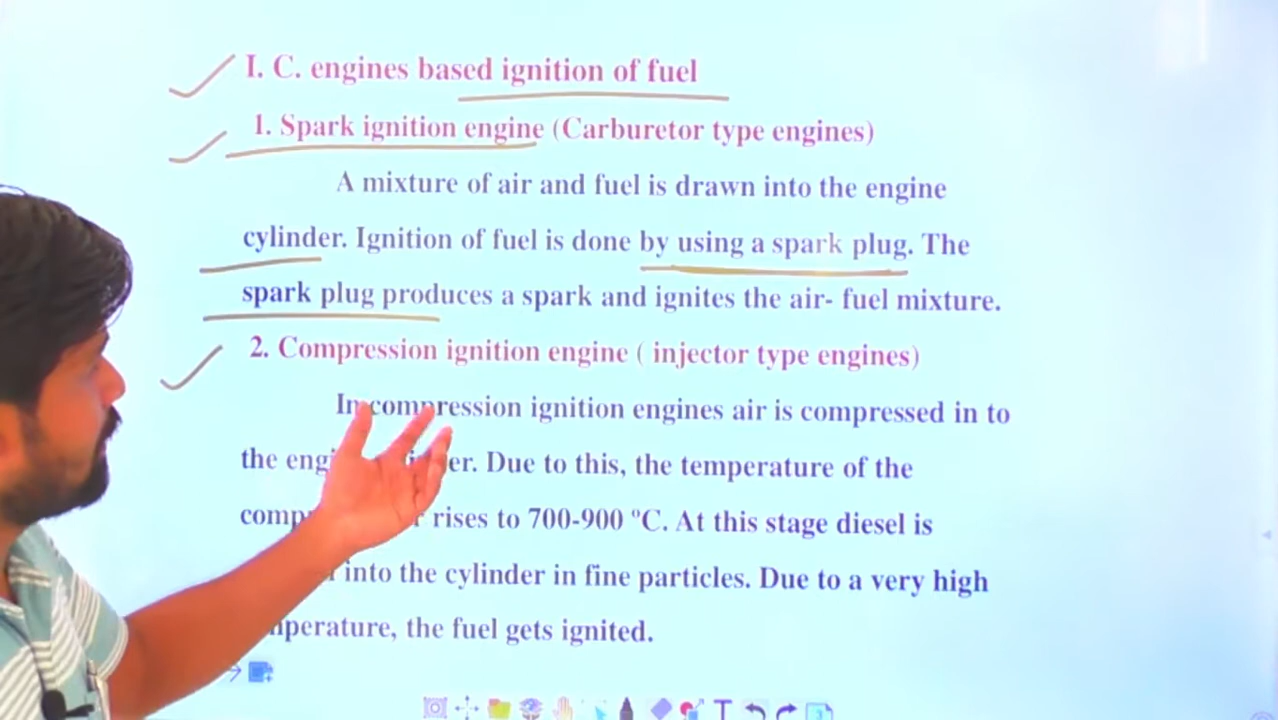 I. C. engines based ignition of fuel
1. Spark ignition engine (Carburetor type engines)
A mixture of air and fuel is drawn into the engine
cylinder. Ignition of fuel is done by using a spark plug. The
spark plug produces a spark and ignites the air- fuel mixture.
2. Compression ignition engine ( injector type engines)
In compression ignition engines air is compressed in to
the er. Due to this, the temperature of the
rises to 700-900 °C. At this stage diesel is
into the cylinder in fine particles. Due to a very high
temperature, the fuel gets ignited.